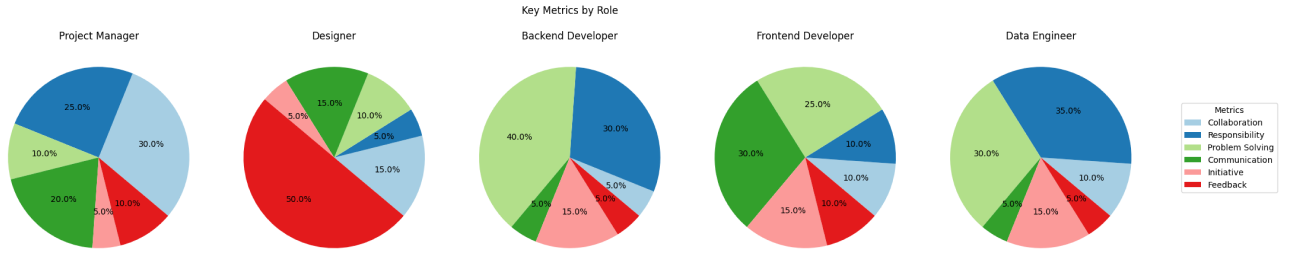 Key Metrics by Role
Project Manager
30.0%
25.0%
10.0%
20.0%
5.0%
10.0%
Designer
15.0%
5.0%
10.0%
15.0%
5.0%
50.0%
Backend Developer
5.0%
30.0%
40.0%
5.0%
15.0%
5.0%
Frontend Developer
10.0%
10.0%
25.0%
30.0%
15.0%
10.0%
Data Engineer
10.0%
35.0%
30.0%
5.0%
15.0%
5.0%
Metrics
Collaboration
Responsibility
Problem Solving
Communication
Initiative
Feedback